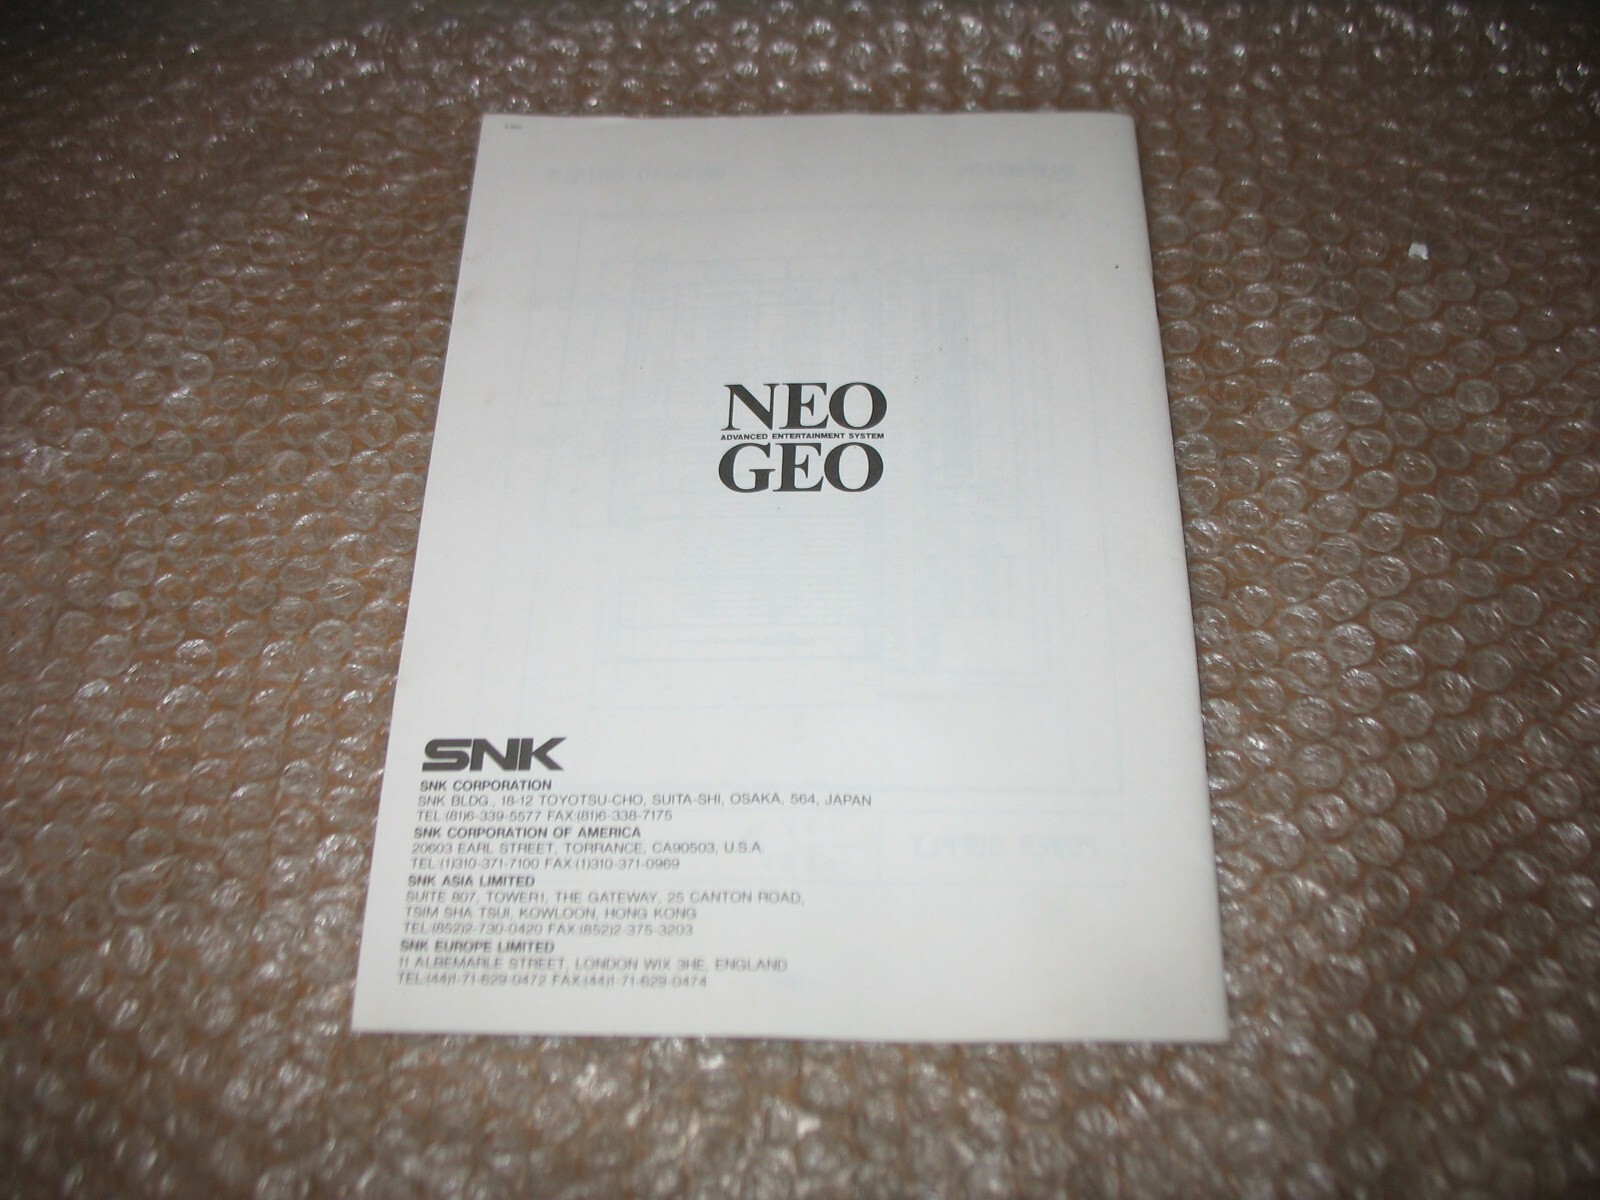 NEO
ADVANCED ENTERTAINMENT SYSTEM
GEO
SNK
SNK CORPORATION
SNK BLDG., 18-12 TOYOTSU-CHO, SUITA-SHI, OSAKA, 564, JAPAN
TEL:(81)6-339-5577 FAX:(81)6-338-7175
SNK CORPORATION OF AMERICA
20603 EARL STREET, TORRANCE, CA90503, U.S.A.
TEL:(1)310-371-7100 FAX:(1)310-371-0969
SNK ASIA LIMITED
SUITE 807, TOWER1, THE GATEWAY, 25 CANTON ROAD,
TSIM SHA TSUI, KOWLOON, HONG KONG
TEL:(852)2-730-0420 FAX:(852)2-375-3203
SNK EUROPE LIMITED
11 ALBEMARLE STREET, LONDON W1X 3HE, ENGLAND
TEL:(44)1-71-629-0472 FAX:(44)1-71-629-0474
POWER SUPPLY